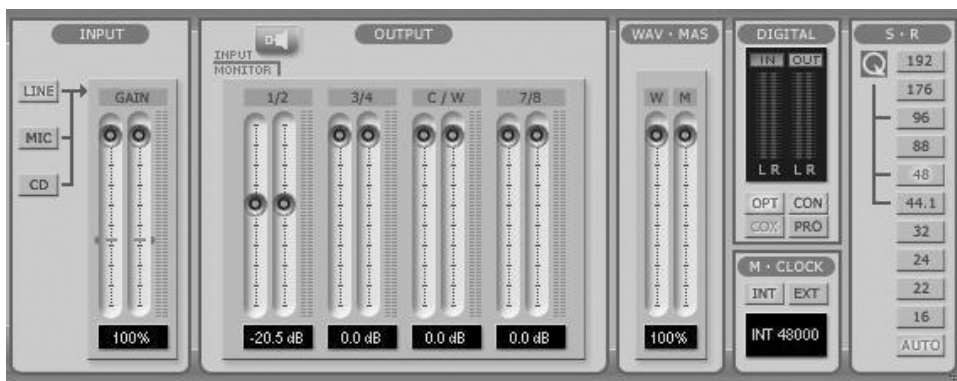 INPUT
LINE
MIC
CD
GAIN
100%
OUTPUT
INPUT
MONITOR
1/2
3/4
C / W
7/8
-20.5 dB
0.0 dB
0.0 dB
0.0 dB
WAV · MAS
W M
100%
DIGITAL
IN OUT
L R L R
OPT CON
COX PRO
M · CLOCK
INT EXT
INT 48000
S · R
Q
192
176
96
88
48
44.1
32
24
22
16
AUTO